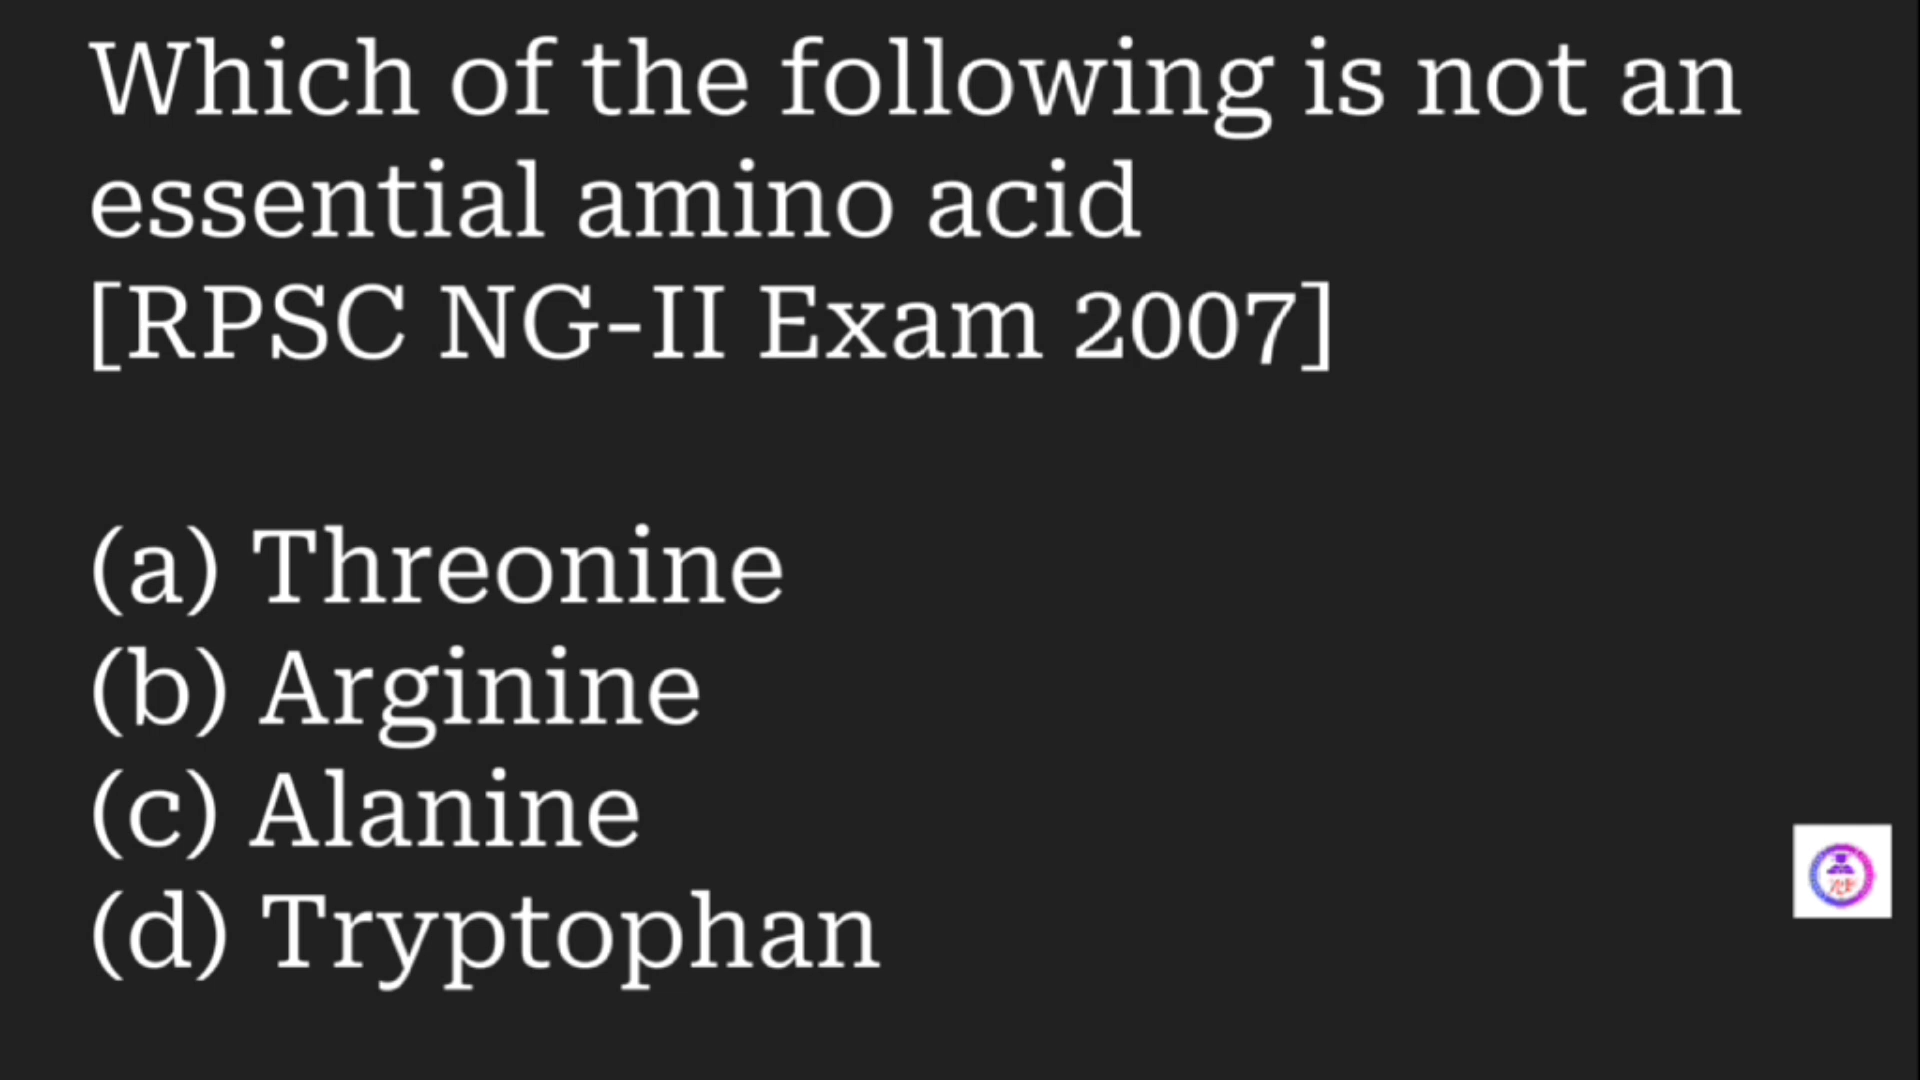 Which of the following is not an
essential amino acid
[RPSC NG-II Exam 2007]
(a) Threonine
(b) Arginine
(c) Alanine
(d) Tryptophan